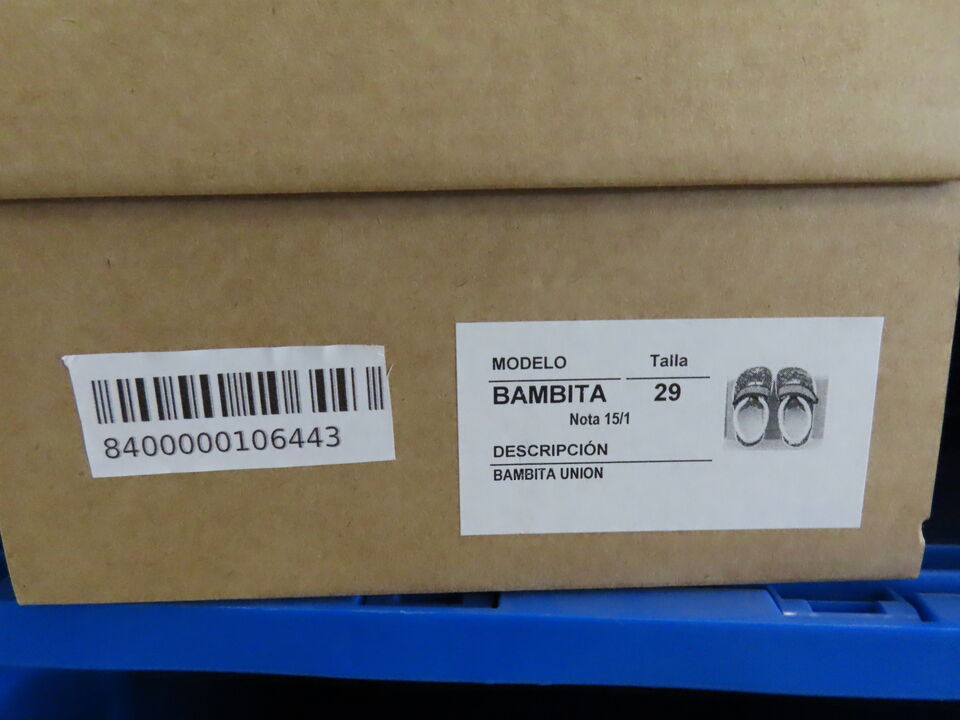 8400000106443
MODELO Talla
BAMBITA 29
Nota 15/1
DESCRIPCIÓN
BAMBITA UNION